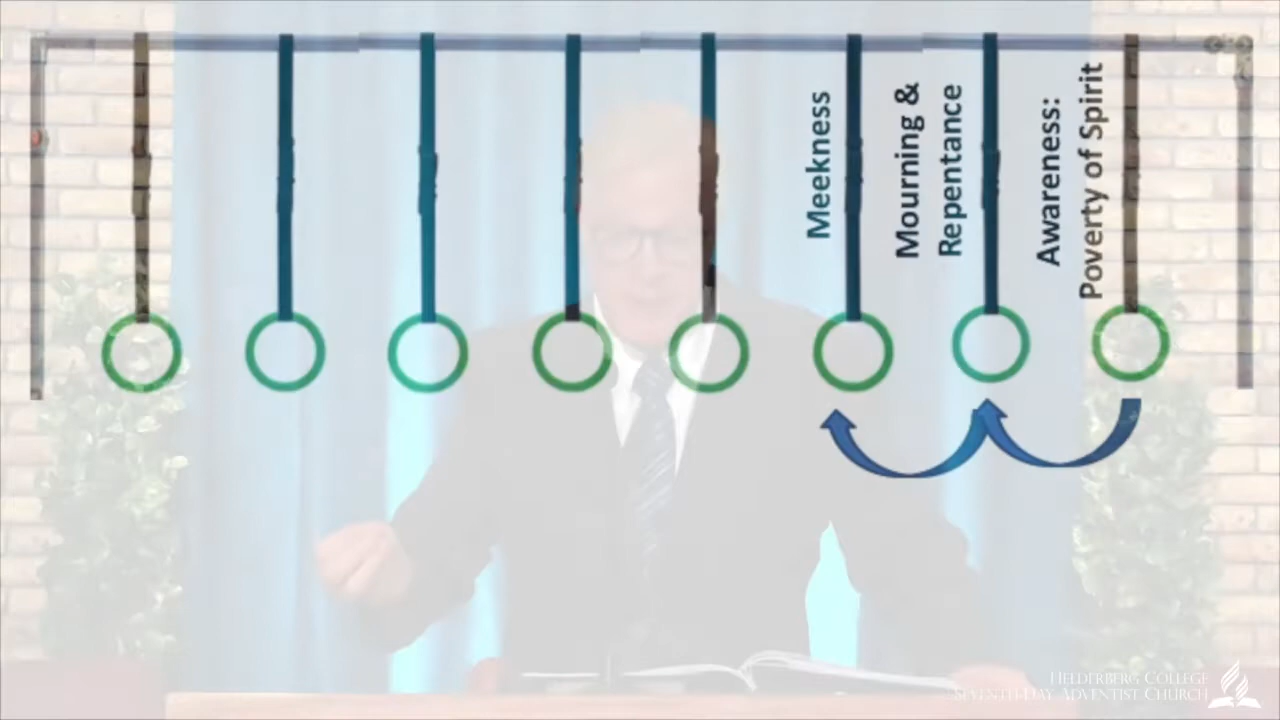 Meekness
Mourning &
Repentance
Awareness:
Poverty of Spirit
HELDERBERG COLLEGE
SEVENTH-DAY ADVENTIST CHURCH